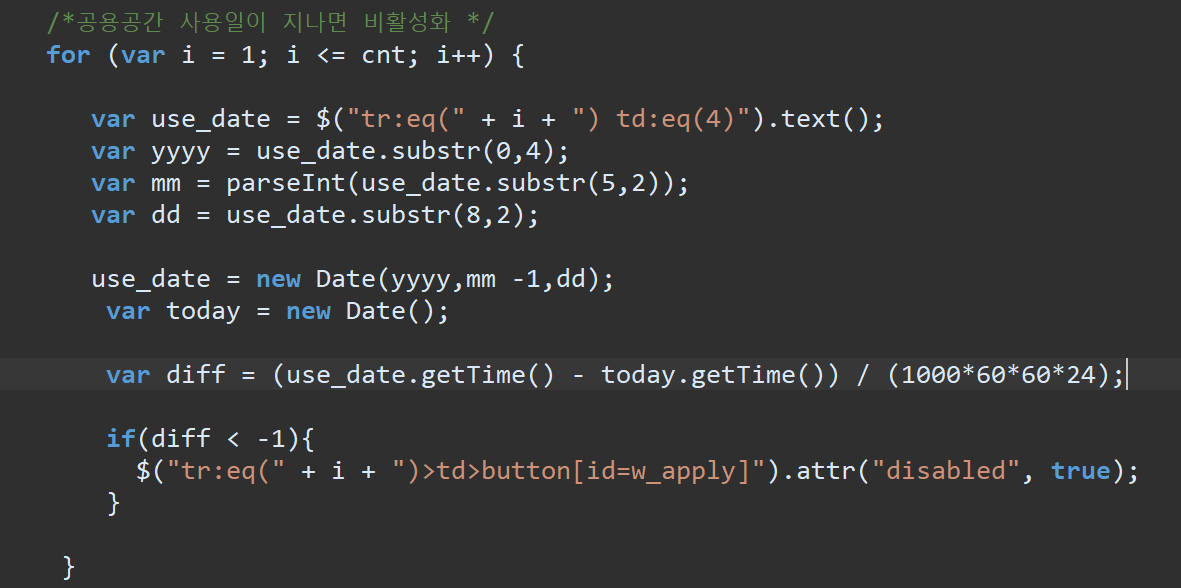 /*공용공간 사용일이 지나면 비활성화 */
for (var i = 1; i <= cnt; i++) {
var use_date = $("tr:eq(" + i + ") td:eq(4)").text();
var yyyy = use_date.substr(0,4);
var mm = parseInt(use_date.substr(5,2));
var dd = use_date.substr(8,2);
use_date = new Date(yyyy,mm -1,dd);
var today = new Date();
var diff = (use_date.getTime() - today.getTime()) / (1000*60*60*24);
if(diff < -1){
$("tr:eq(" + i + ")>td>button[id=w_apply]").attr("disabled", true);
}
}